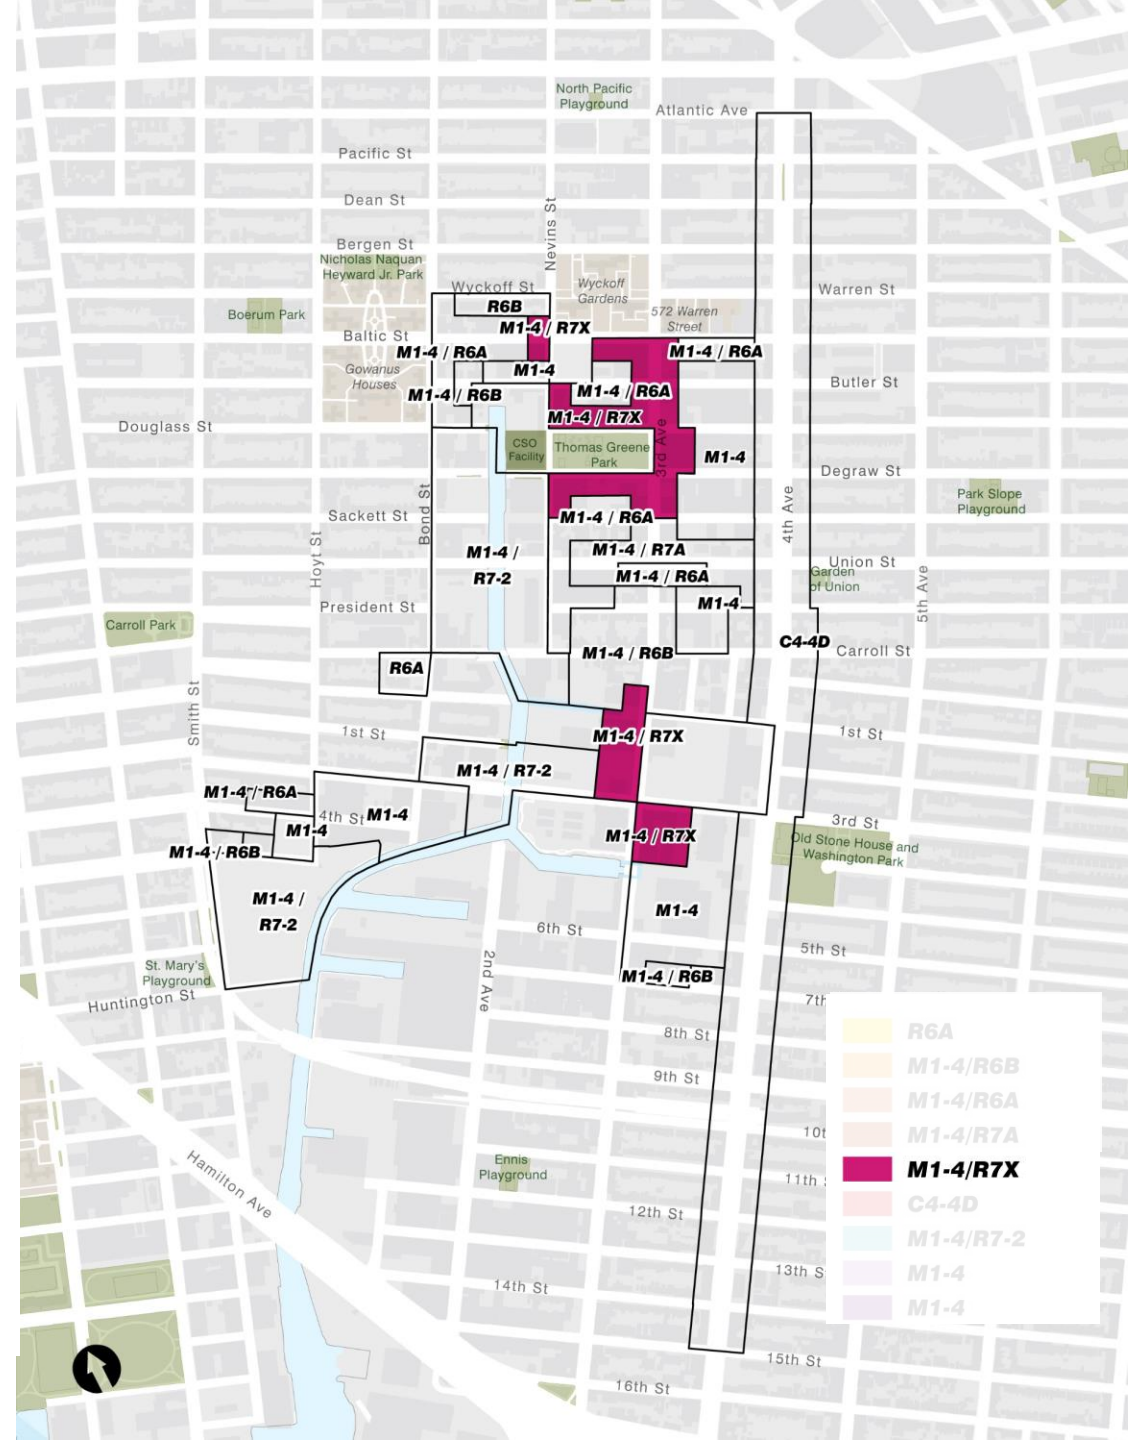 North Pacific
Playground
Atlantic Ave
Pacific St
Dean St
Nevins St
Bergen St
Nicholas Naquan
Heyward Jr. Park
Wyckoff St
Wyckoff
Gardens
Warren St
R6B
Boerum Park
572 Warren
Street
M1-4 / R7X
Baltic St
M1-4 / R6A
M1-4 / R6A
Gowanus
Houses
M1-4
Butler St
M1-4 / R6B
M1-4 / R6A
M1-4 / R7X
Douglass St
CSO
Facility
Thomas Greene
Park
3rd Ave
M1-4
Degraw St
Park Slope
Playground
Bond St
4th Ave
Sackett St
M1-4 / R6A
Hoyt St
M1-4 /
R7-2
M1-4 / R7A
Union St
M1-4 / R6A
Garden
of Union
5th Ave
President St
M1-4
Carroll Park
C4-4D
M1-4 / R6B
Carroll St
R6A
Smith St
1st St
M1-4 / R7X
1st St
M1-4 / R7-2
M1-4 / R6A
4th St
M1-4
M1-4
3rd St
M1-4 / R7X
Old Stone House and
Washington Park
M1-4 / R6B
M1-4 /
R7-2
M1-4
6th St
5th St
2nd Ave
St. Mary's
Playground
M1-4 / R6B
Huntington St
7th
8th St
R6A
M1-4/R6B
9th St
M1-4/R6A
M1-4/R7A
10t
Ennis
Playground
M1-4/R7X
11th S
Hamilton Ave
C4-4D
12th St
M1-4/R7-2
13th S
M1-4
14th St
M1-4
15th St
16th St